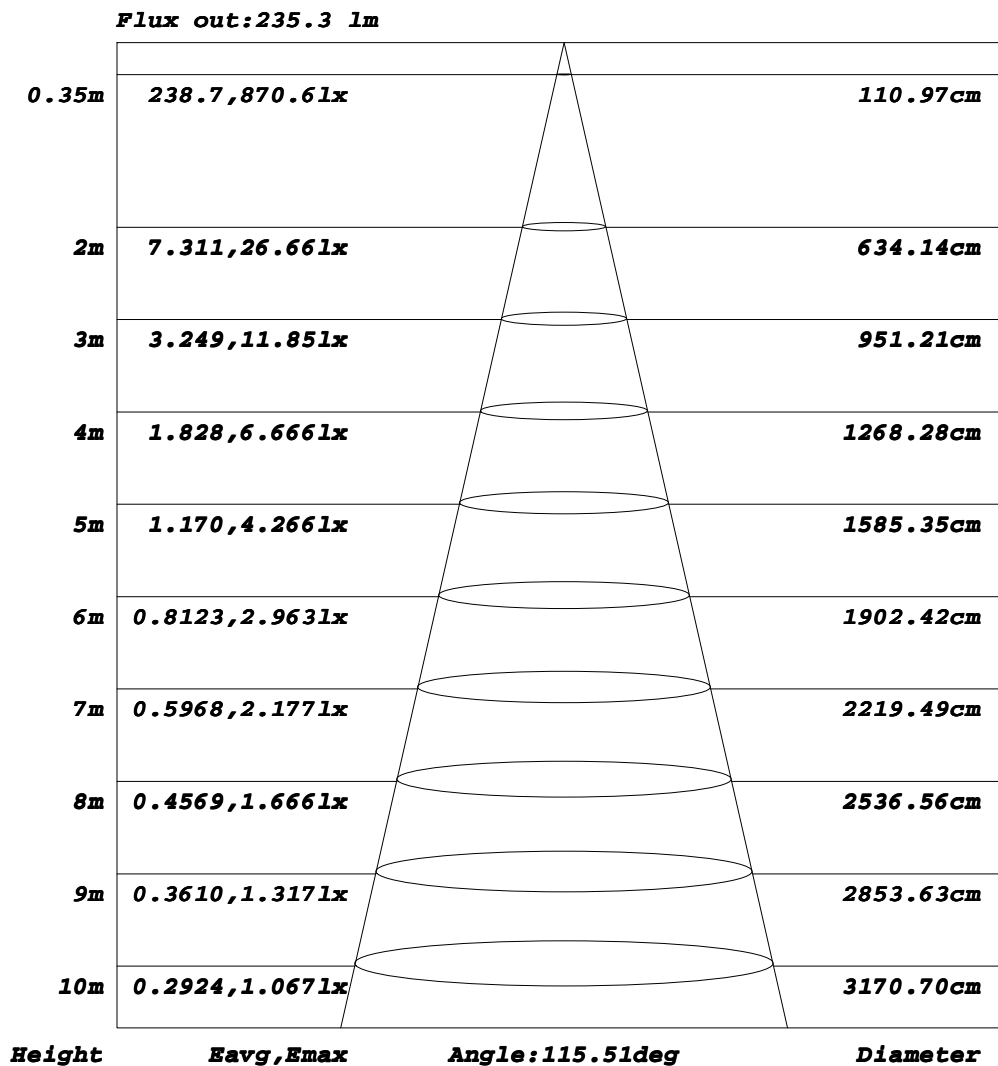 Flux out:235.3 lm
0.35m 238.7,870.6lx 110.97cm
2m 7.311,26.66lx 634.14cm
3m 3.249,11.85lx 951.21cm
4m 1.828,6.666lx 1268.28cm
5m 1.170,4.266lx 1585.35cm
6m 0.8123,2.963lx 1902.42cm
7m 0.5968,2.177lx 2219.49cm
8m 0.4569,1.666lx 2536.56cm
9m 0.3610,1.317lx 2853.63cm
10m 0.2924,1.067lx 3170.70cm
Height Eavg,Emax Angle:115.51deg Diameter